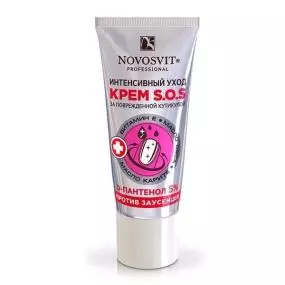 NOVOSVIT®
PROFESSIONAL
ИНТЕНСИВНЫЙ УХОД
КРЕМ S.O.S
ЗА ПОВРЕЖДЕННОЙ КУТИКУЛОЙ
ВИТАМИН Е
МАСЛО КАРИТЕ
D-ПАНТЕНОЛ 5%
ПРОТИВ ЗАУСЕНЦЕВ